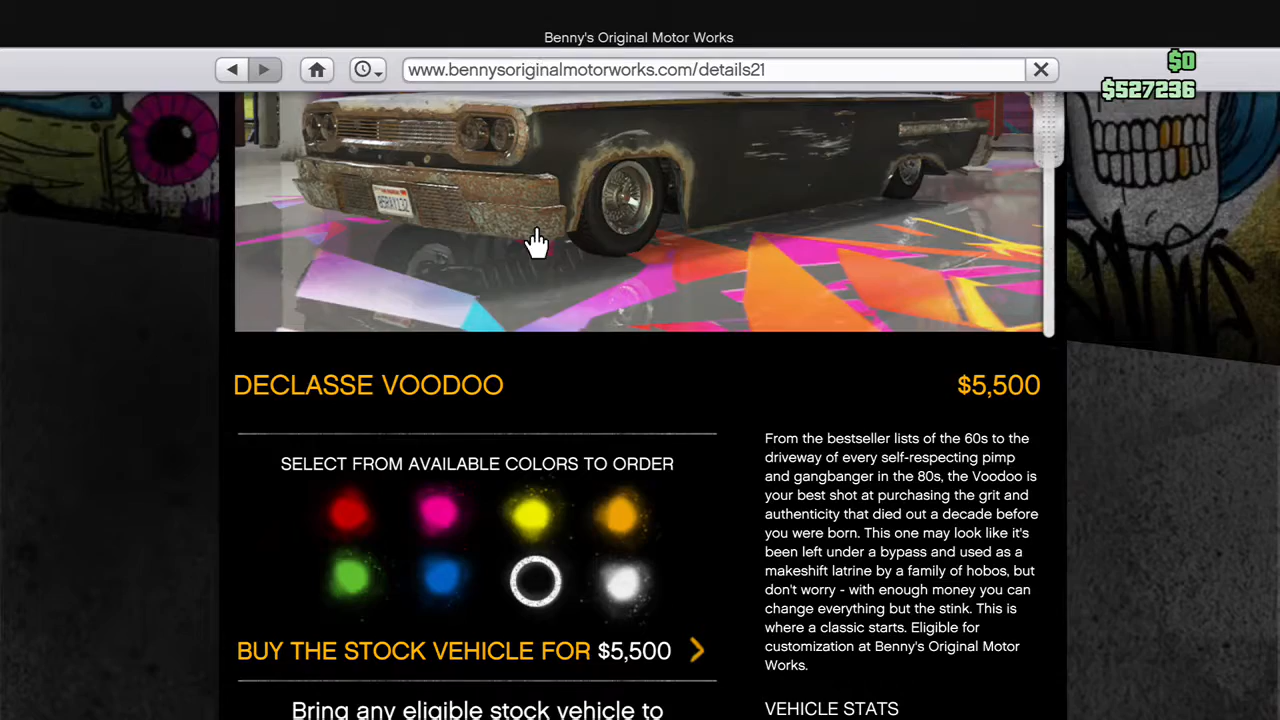 Benny's Original Motor Works
www.bennysoriginalmotorworks.com/details21
$0
$527236
DECLASSE VOODOO
$5,500
SELECT FROM AVAILABLE COLORS TO ORDER
BUY THE STOCK VEHICLE FOR $5,500
Bring any eligible stock vehicle to
From the bestseller lists of the 60s to the
driveway of every self-respecting pimp
and gangbanger in the 80s, the Voodoo is
your best shot at purchasing the grit and
authenticity that died out a decade before
you were born. This one may look like it's
been left under a bypass and used as a
makeshift latrine by a family of hobos, but
don't worry - with enough money you can
change everything but the stink. This is
where a classic starts. Eligible for
customization at Benny's Original Motor
Works.
VEHICLE STATS